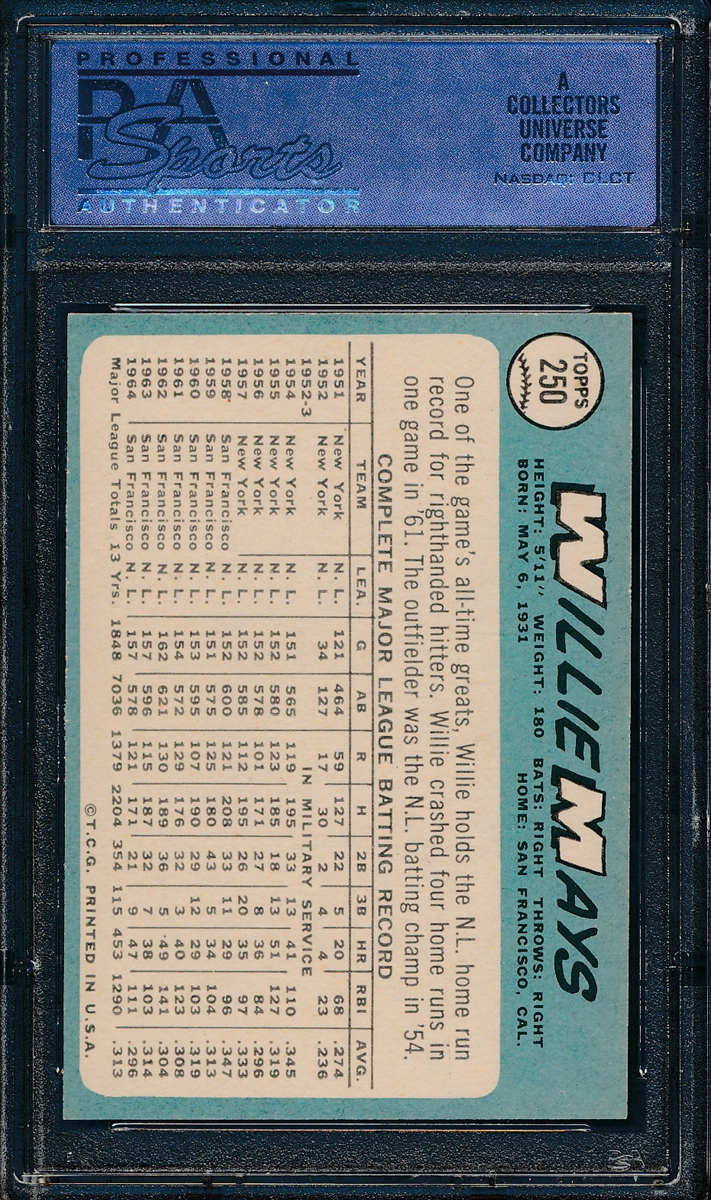 PROFESSIONAL
PSA
Sports
AUTHENTICATOR
A
COLLECTORS
UNIVERSE
COMPANY
NASDAQ: CLCT
TOPPS
250
WILLIE MAYS
HEIGHT: 5'11" WEIGHT: 180 BATS: RIGHT THROWS: RIGHT
BORN: MAY 6, 1931 HOME: SAN FRANCISCO, CAL.
One of the game's all-time greats, Willie holds the N.L. home run
record for righthanded hitters. Willie crashed four home runs in
one game in '61. The outfielder was the N.L. batting champ in '54.
COMPLETE MAJOR LEAGUE BATTING RECORD
YEAR TEAM LEA. G AB R H 2B 3B HR RBI AVG.
1951 New York N. L. 121 464 59 127 22 5 20 68 .274
1952 New York N. L. 34 127 17 30 2 4 4 23 .236
1952-3 IN MILITARY SERVICE
1954 New York N. L. 151 565 119 195 33 13 41 110 .345
1955 New York N. L. 152 580 123 185 18 13 51 127 .319
1956 New York N. L. 152 578 101 171 27 8 36 84 .296
1957 New York N. L. 152 585 112 195 26 20 35 97 .333
1958 San Francisco N. L. 152 600 121 208 33 11 29 96 .347
1959 San Francisco N. L. 151 575 125 180 43 5 34 104 .313
1960 San Francisco N. L. 153 595 107 190 29 12 29 103 .319
1961 San Francisco N. L. 154 572 129 176 32 3 40 123 .308
1962 San Francisco N. L. 162 621 130 189 36 5 49 141 .304
1963 San Francisco N. L. 157 596 115 187 32 7 38 103 .314
1964 San Francisco N. L. 157 578 121 171 21 9 47 111 .296
Major League Totals 13 Yrs. 1848 7036 1379 2204 354 115 453 1290 .313
©T.C.G. PRINTED IN U.S.A.